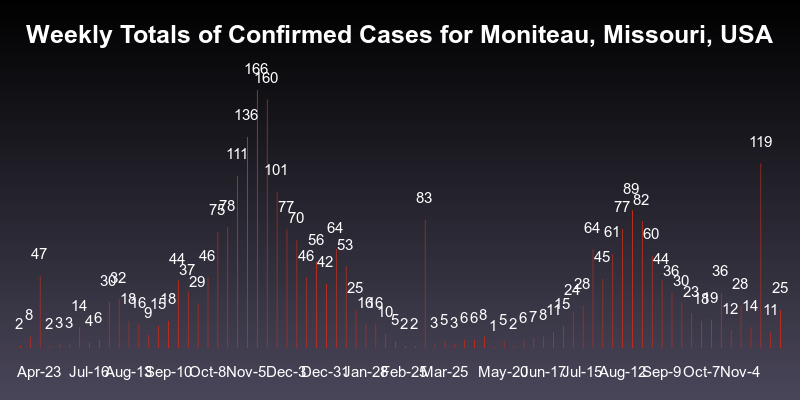 Weekly Totals of Confirmed Cases for Moniteau, Missouri, USA
2 8 47 2 3 3 14 4 6 30 32 18 16 9 15 18 44 37 29 46 75 78 111 136 166 160 101 77 70 46 56 42 64 53 25 16 16 10 5 2 2 83 3 5 3 6 6 8 1 5 2 6 7 8 11 15 24 28 64 45 61 77 89 82 60 44 36 30 23 18 19 36 12 28 14 119 11 25
Apr-23 Jul-16 Aug-13 Sep-10 Oct-8 Nov-5 Dec-3 Dec-31 Jan-28 Feb-25 Mar-25 May-20 Jun-17 Jul-15 Aug-12 Sep-9 Oct-7 Nov-4